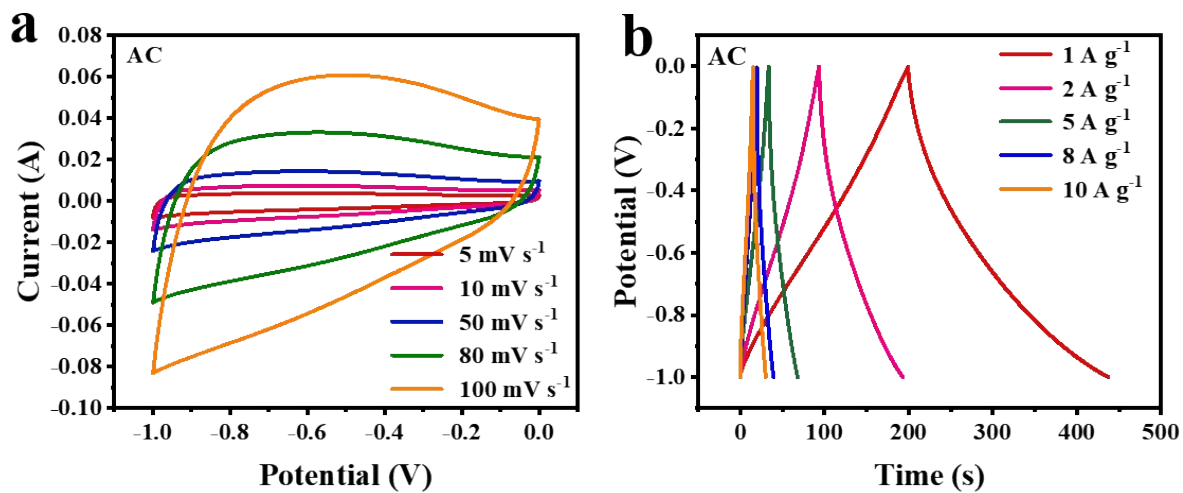 a
AC
0.08
0.06
0.04
0.02
0.00
-0.02
-0.04
-0.06
-0.08
-0.10
Current (A)
5 mV s-1
10 mV s-1
50 mV s-1
80 mV s-1
100 mV s-1
-1.0 -0.8 -0.6 -0.4 -0.2 0.0
Potential (V)
b
AC
0.0
-0.2
-0.4
-0.6
-0.8
-1.0
Potential (V)
1 A g-1
2 A g-1
5 A g-1
8 A g-1
10 A g-1
0 100 200 300 400 500
Time (s)